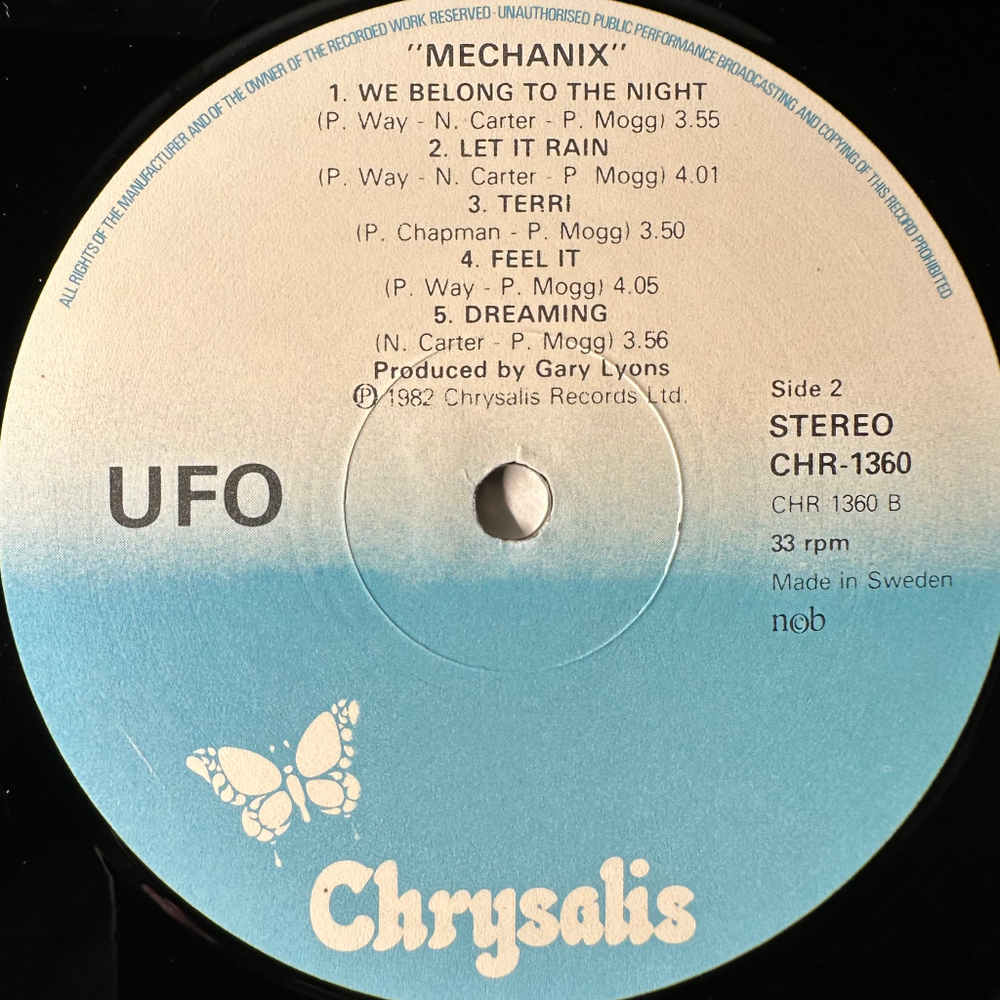 ALL RIGHTS OF THE MANUFACTURER AND OF THE OWNER OF THE RECORDED WORK RESERVED · UNAUTHORISED PUBLIC PERFORMANCE BROADCASTING AND COPYING OF THIS RECORD PROHIBITED
"MECHANIX"
1. WE BELONG TO THE NIGHT
(P. Way - N. Carter - P. Mogg) 3.55
2. LET IT RAIN
(P. Way - N. Carter - P Mogg) 4.01
3. TERRI
(P. Chapman - P. Mogg) 3.50
4. FEEL IT
(P. Way - P. Mogg) 4.05
5. DREAMING
(N. Carter - P. Mogg) 3.56
Produced by Gary Lyons
Ⓟ 1982 Chrysalis Records Ltd.
UFO
Side 2
STEREO
CHR-1360
CHR 1360 B
33 rpm
Made in Sweden
n©b
Chrysalis